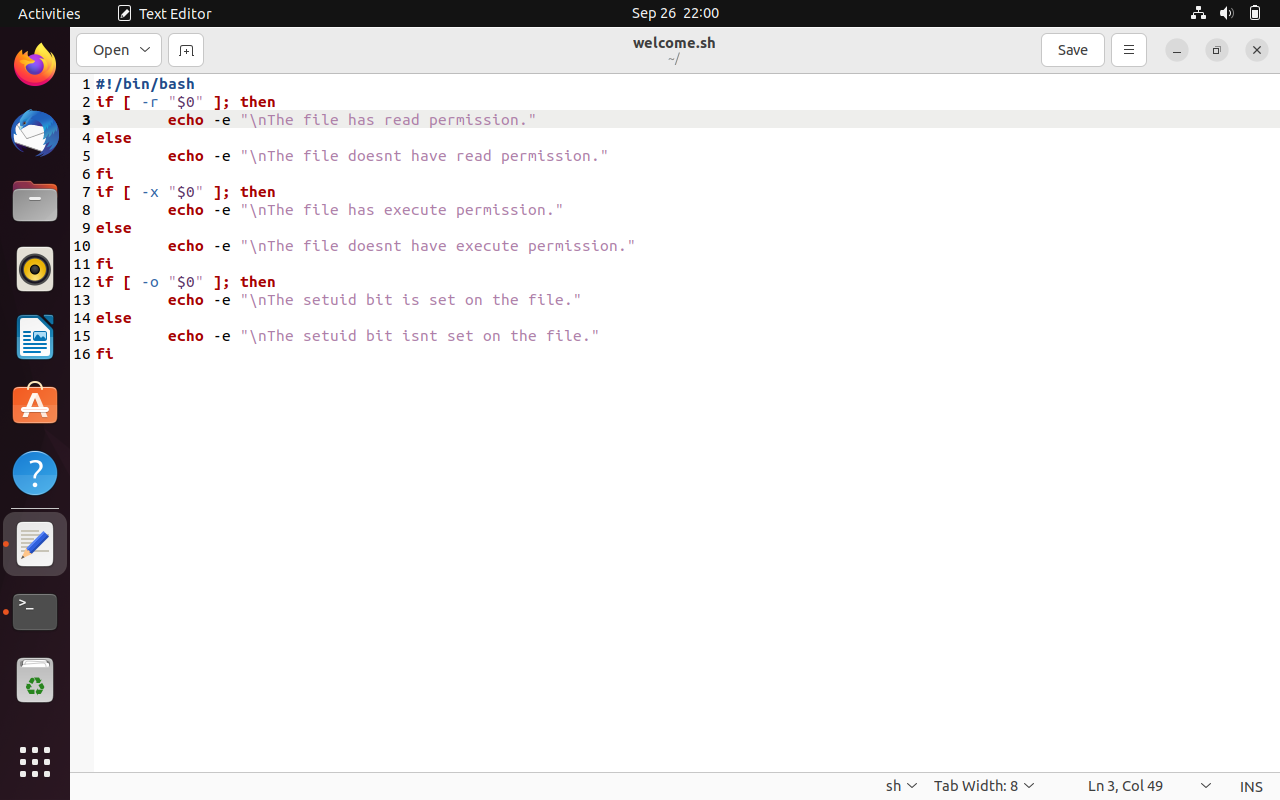 Activities Text Editor Sep 26 22:00
Open welcome.sh Save
~/
1 #!/bin/bash
2 if [ -r "$0" ]; then
3 echo -e "\nThe file has read permission."
4 else
5 echo -e "\nThe file doesnt have read permission."
6 fi
7 if [ -x "$0" ]; then
8 echo -e "\nThe file has execute permission."
9 else
10 echo -e "\nThe file doesnt have execute permission."
11 fi
12 if [ -o "$0" ]; then
13 echo -e "\nThe setuid bit is set on the file."
14 else
15 echo -e "\nThe setuid bit isnt set on the file."
16 fi
sh Tab Width: 8 Ln 3, Col 49 INS